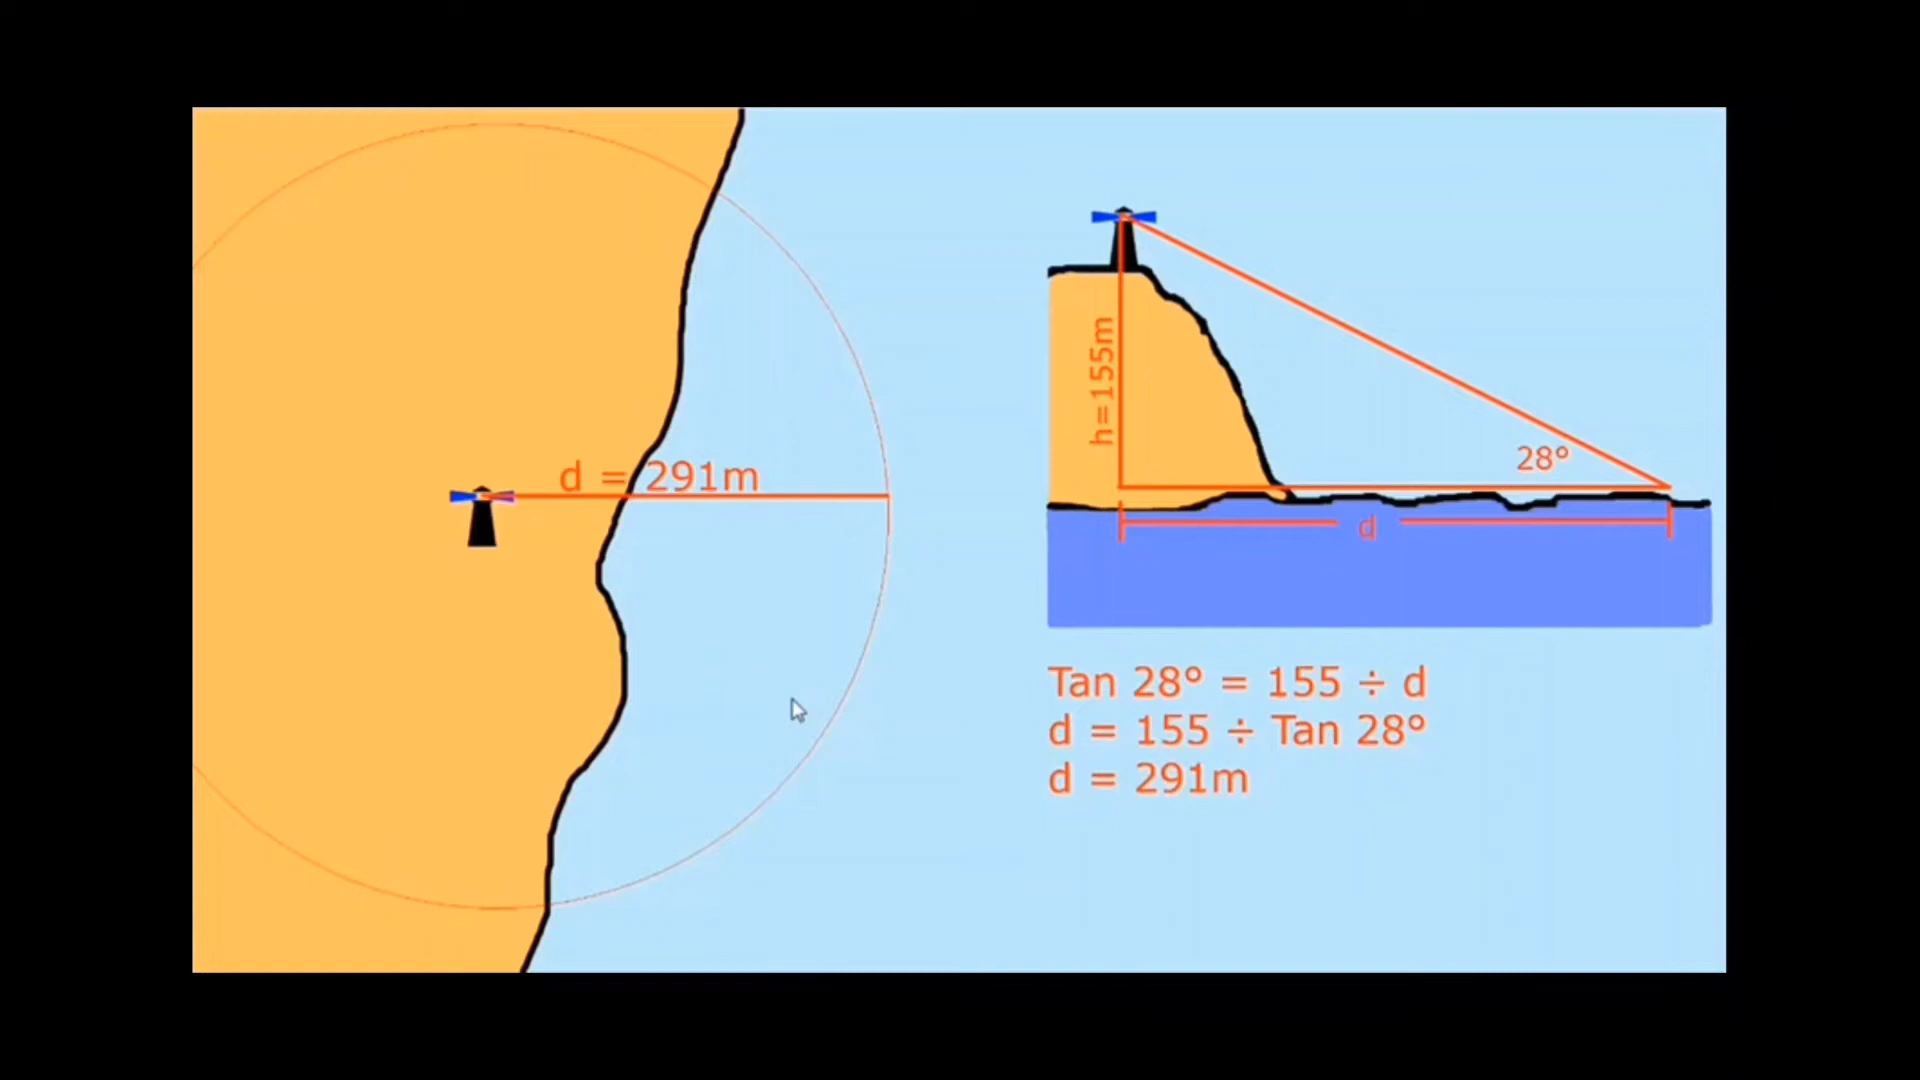 d = 291m
h=155m
28°
d
Tan 28° = 155 ÷ d
d = 155 ÷ Tan 28°
d = 291m